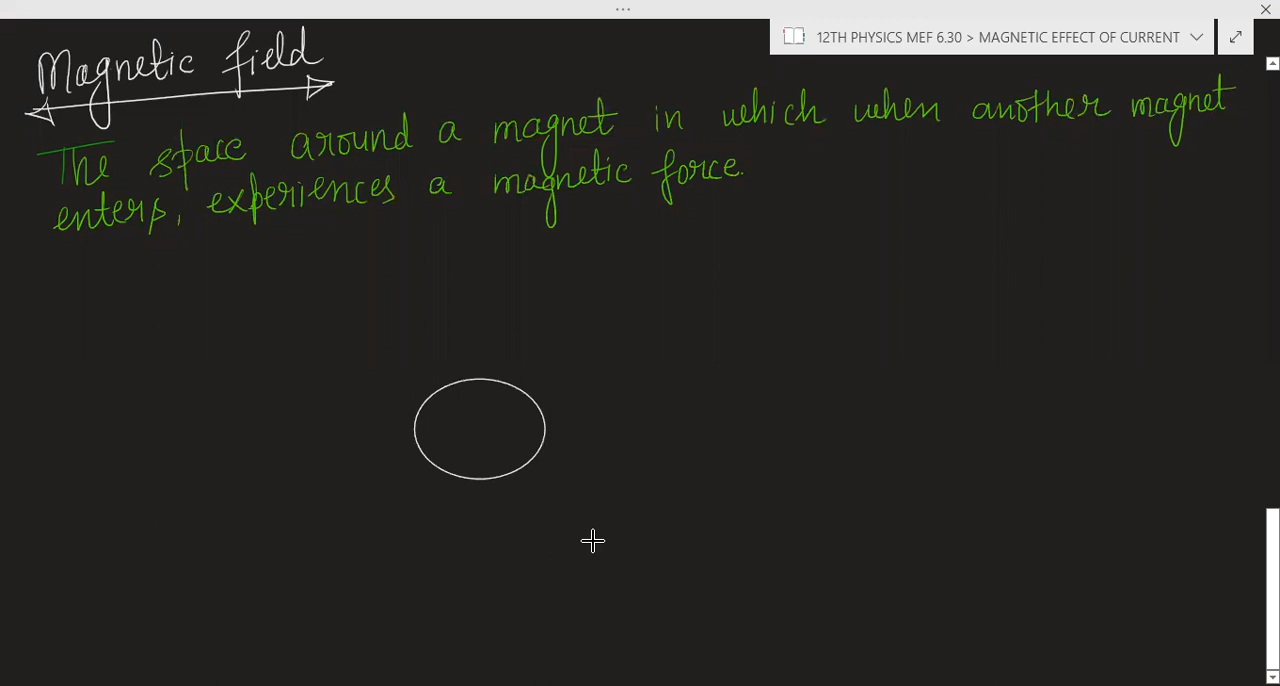 12TH PHYSICS MEF 6.30 > MAGNETIC EFFECT OF CURRENT
Magnetic field
The space around a magnet in which when another magnet
enters, experiences a magnetic force.